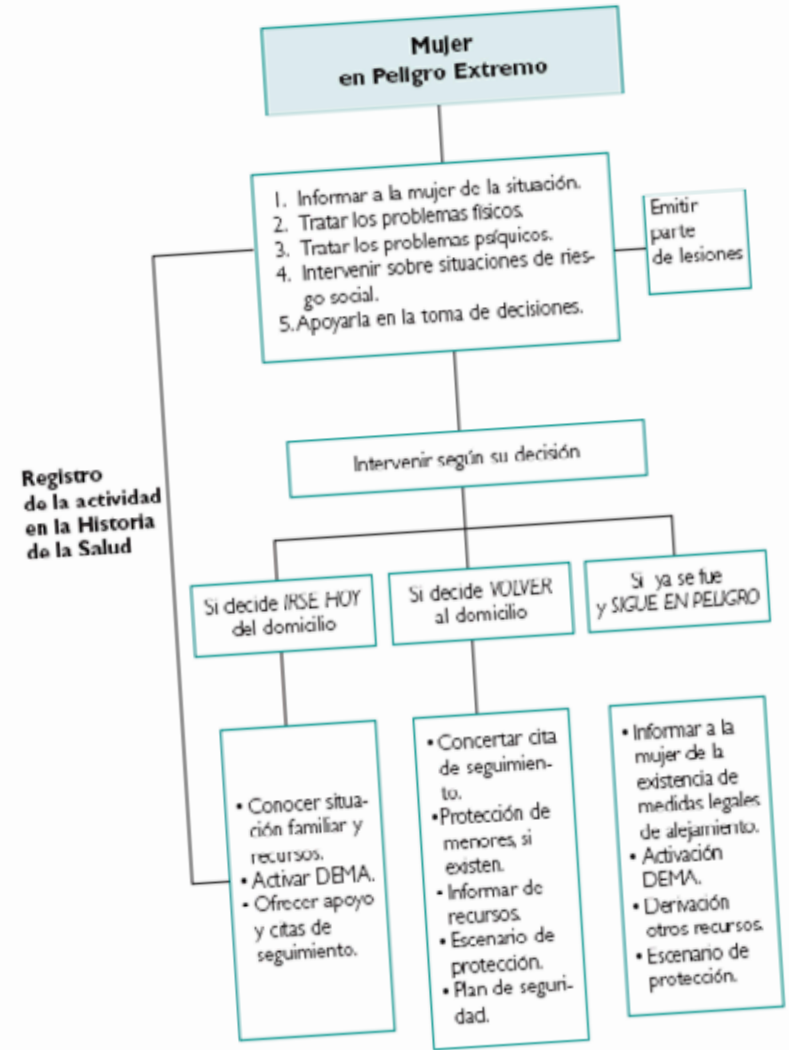 Mujer
en Peligro Extremo
1. Informar a la mujer de la situación.
2. Tratar los problemas físicos.
3. Tratar los problemas psíquicos.
4. Intervenir sobre situaciones de ries-
go social.
5. Apoyarla en la toma de decisiones.
Emitir
parte
de lesiones
Intervenir según su decisión
Registro
de la actividad
en la Historia
de la Salud
Si decide IRSE HOY
del domicilio
Si decide VOLVER
al domicilio
Si ya se fue
y SIGUE EN PELIGRO
• Conocer situa-
ción familiar y
recursos.
• Activar DEMA.
• Ofrecer apoyo
y citas de
seguimiento.
• Concertar cita
de seguimien-
to.
• Protección de
menores, si
existen.
• Informar de
recursos.
• Escenario de
protección.
• Plan de seguri-
dad.
• Informar a la
mujer de la
existencia de
medidas legales
de alejamiento.
• Activación
DEMA.
• Derivación
otros recursos.
• Escenario de
protección.